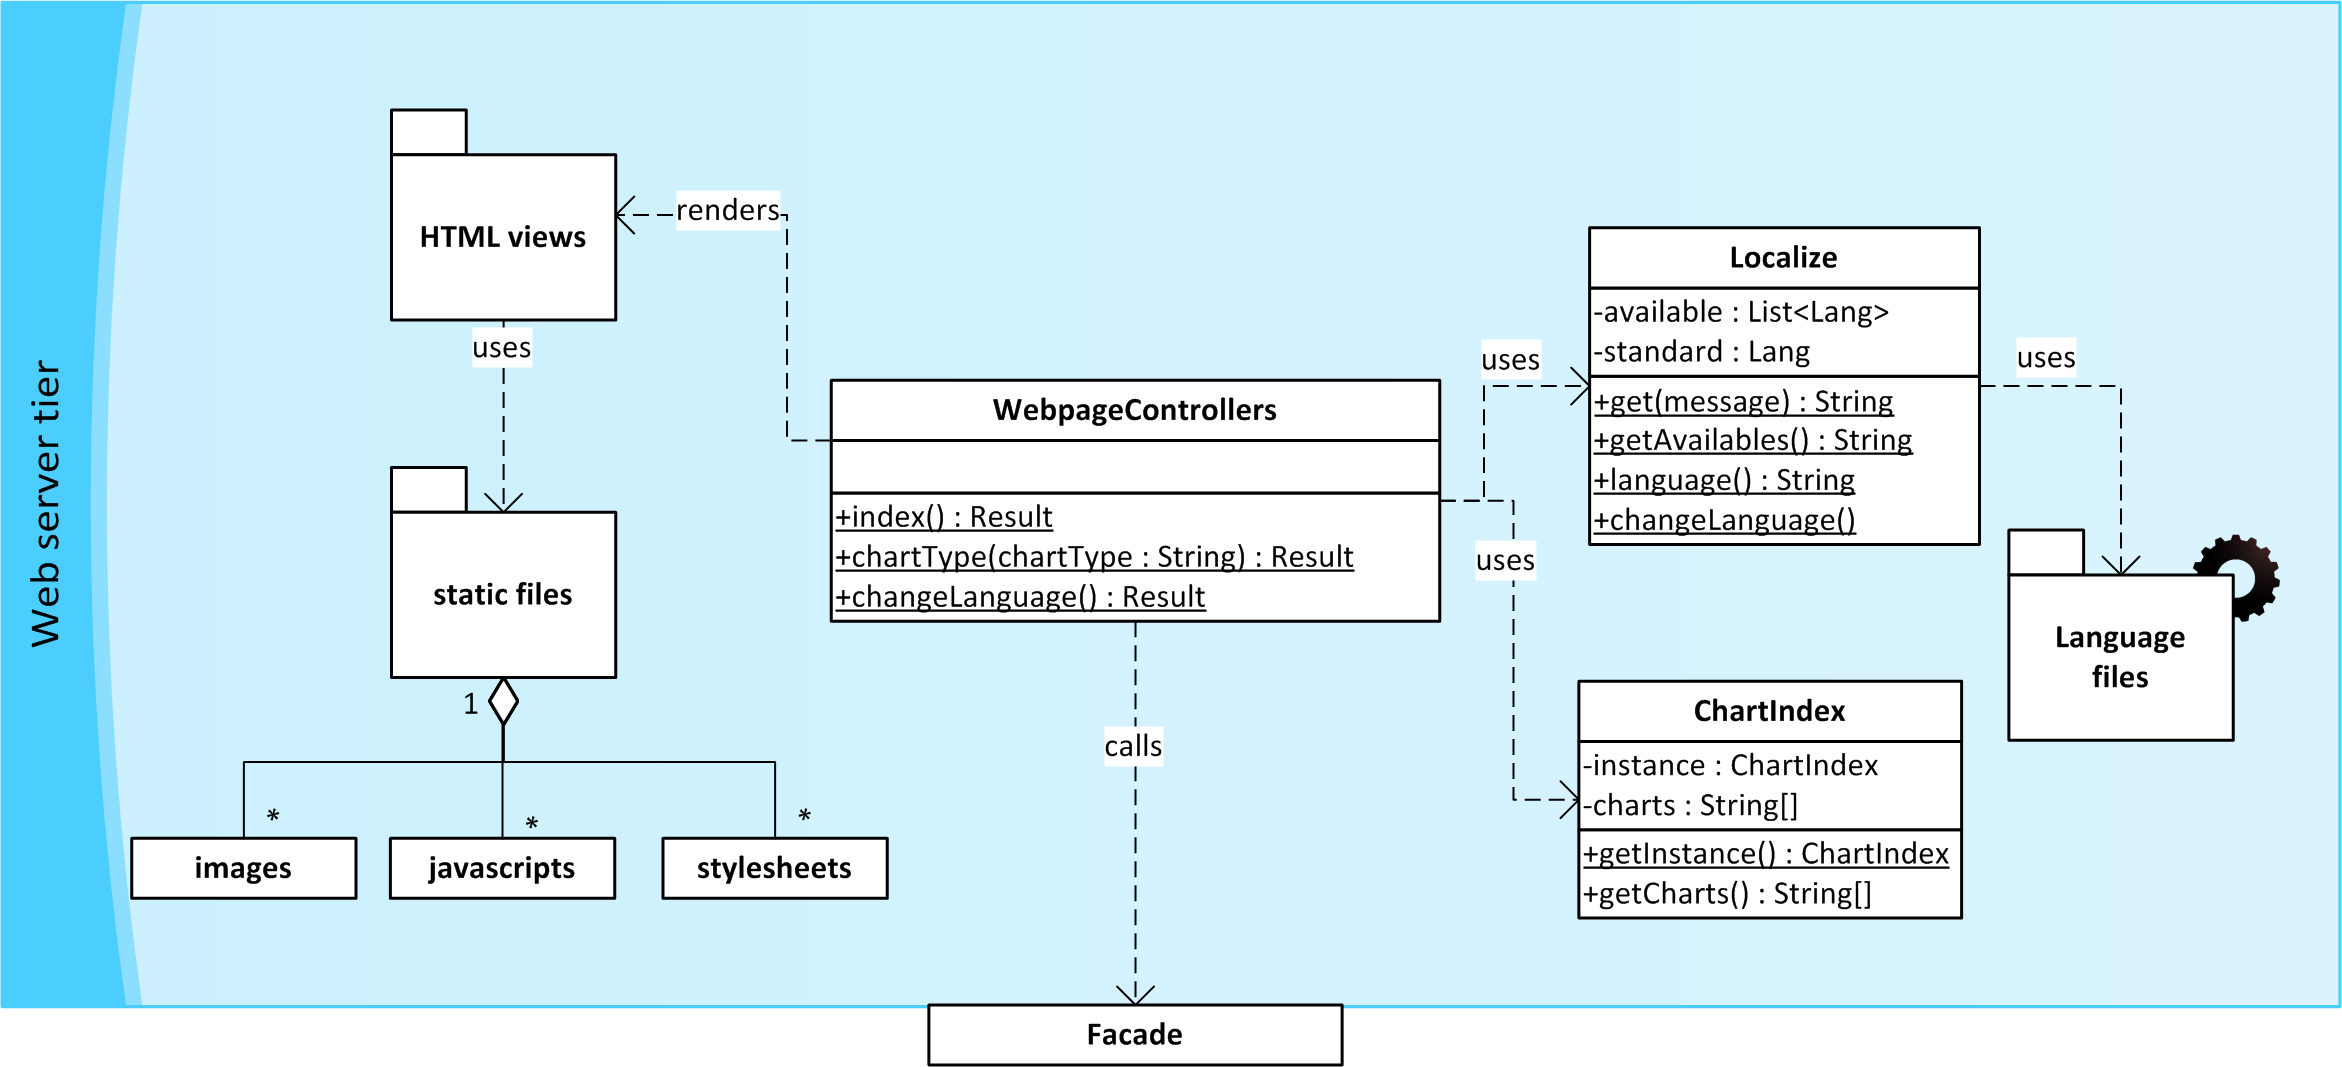 Web server tier
HTML views
renders
uses
static files
1
*
*
*
images
javascripts
stylesheets
WebpageControllers
+index() : Result
+chartType(chartType : String) : Result
+changeLanguage() : Result
calls
Facade
uses
uses
Localize
-available : List<Lang>
-standard : Lang
+get(message) : String
+getAvailables() : String
+language() : String
+changeLanguage()
uses
Language
files
ChartIndex
-instance : ChartIndex
-charts : String[]
+getInstance() : ChartIndex
+getCharts() : String[]